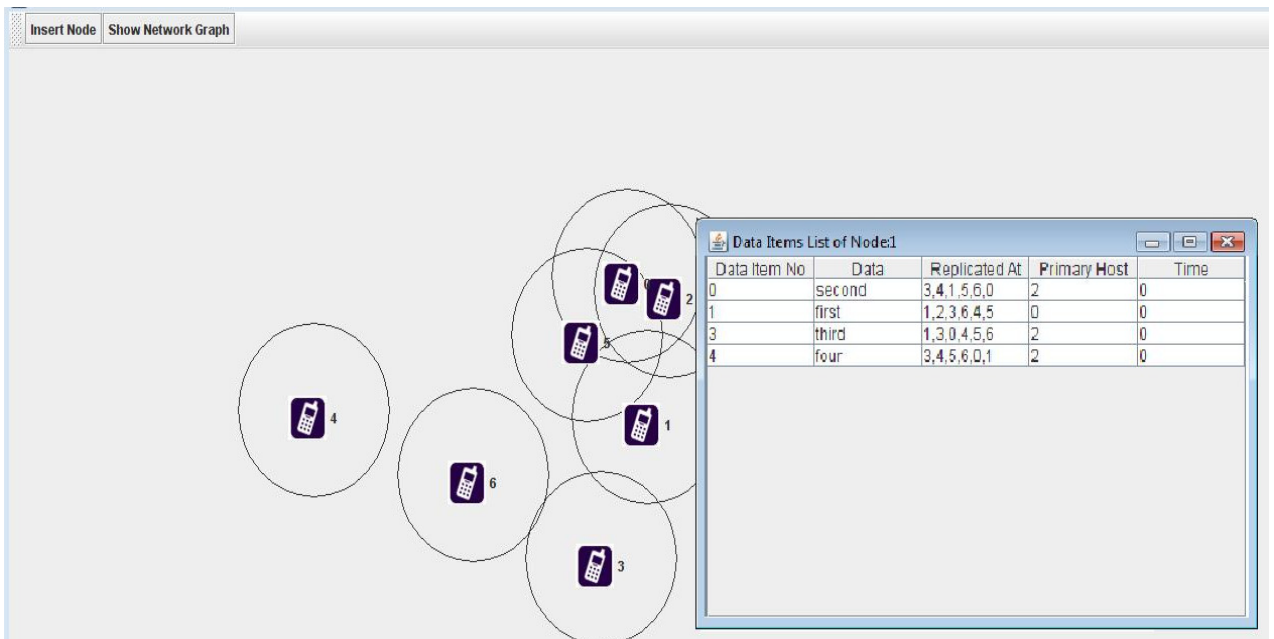 Insert Node Show Network Graph
Data Items List of Node:1
Data Item No Data Replicated At Primary Host Time
0 second 3,4,1,5,6,0 2 0
1 first 1,2,3,6,4,5 0 0
3 third 1,3,0,4,5,6 2 0
4 four 3,4,5,6,0,1 2 0
2
5
4
1
6
3